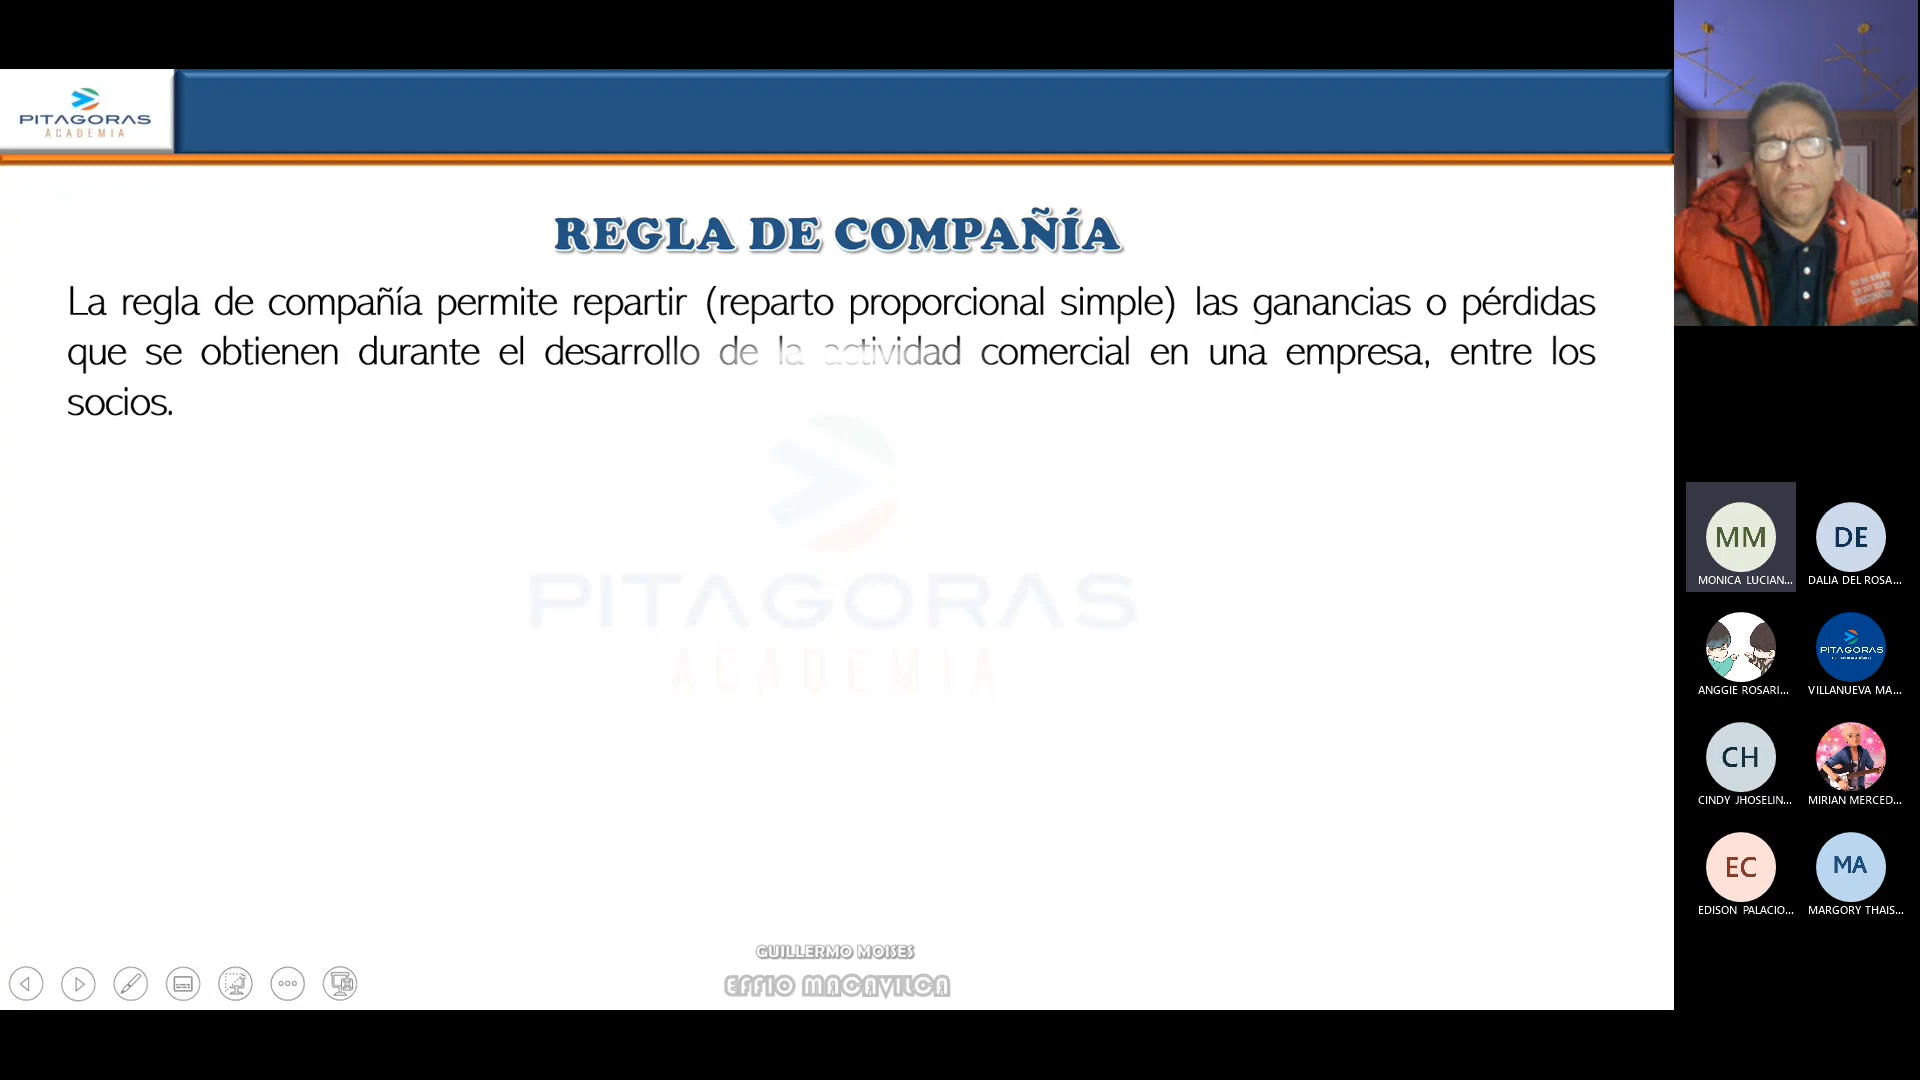 PITAGORAS
ACADEMIA
REGLA DE COMPAÑÍA
La regla de compañía permite repartir (reparto proporcional simple) las ganancias o pérdidas
que se obtienen durante el desarrollo de la actividad comercial en una empresa, entre los
socios.
PITAGORAS
ACADEMIA
GUILLERMO MOISES
EFFIO MACAVILCA
MM
DE
MONICA LUCIAN...
DALIA DEL ROSA...
PITAGORAS
ANGGIE ROSARI...
VILLANUEVA MA...
CH
CINDY JHOSELIN...
MIRIAN MERCED...
EC
MA
EDISON PALACIO...
MARGORY THAIS...